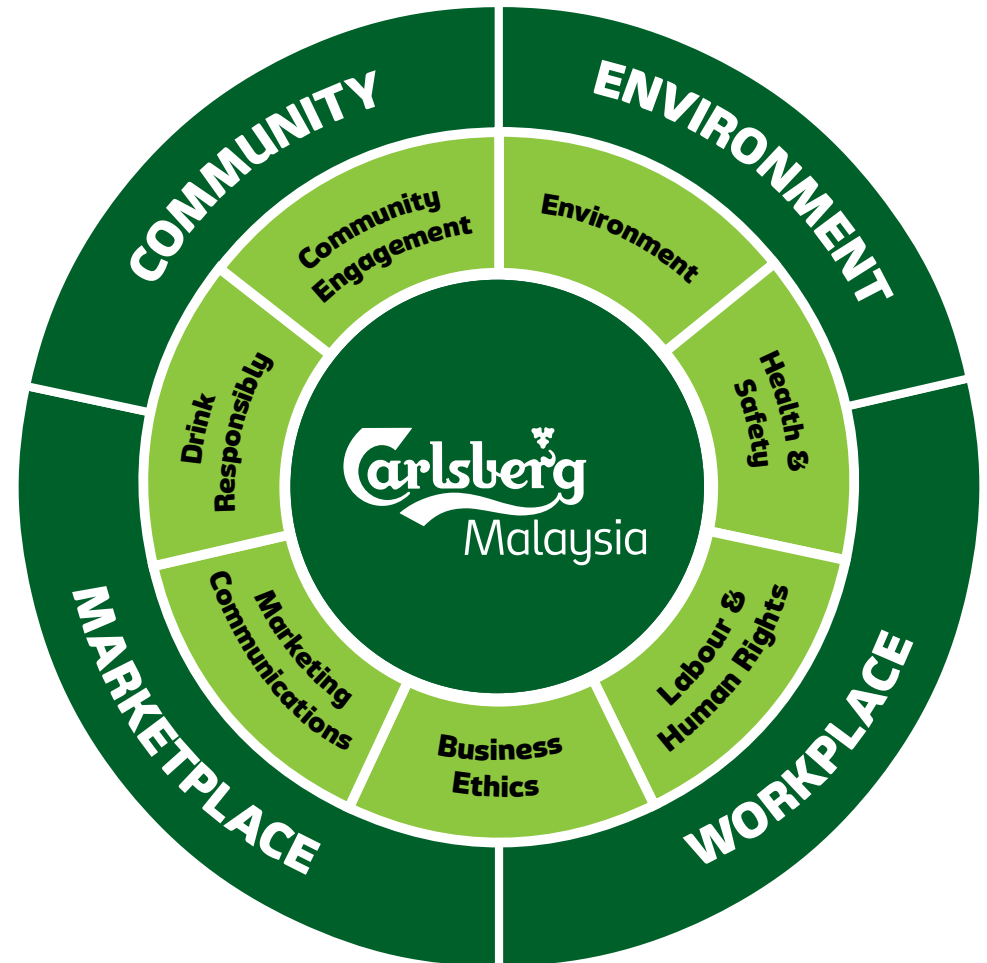 COMMUNITY
ENVIRONMENT
Community
Engagement
Environment
Drink
Responsibly
Health &
Safety
Carlsberg
Malaysia
Marketing
Communications
Labour &
Human Rights
Business
Ethics
MARKETPLACE
WORKPLACE